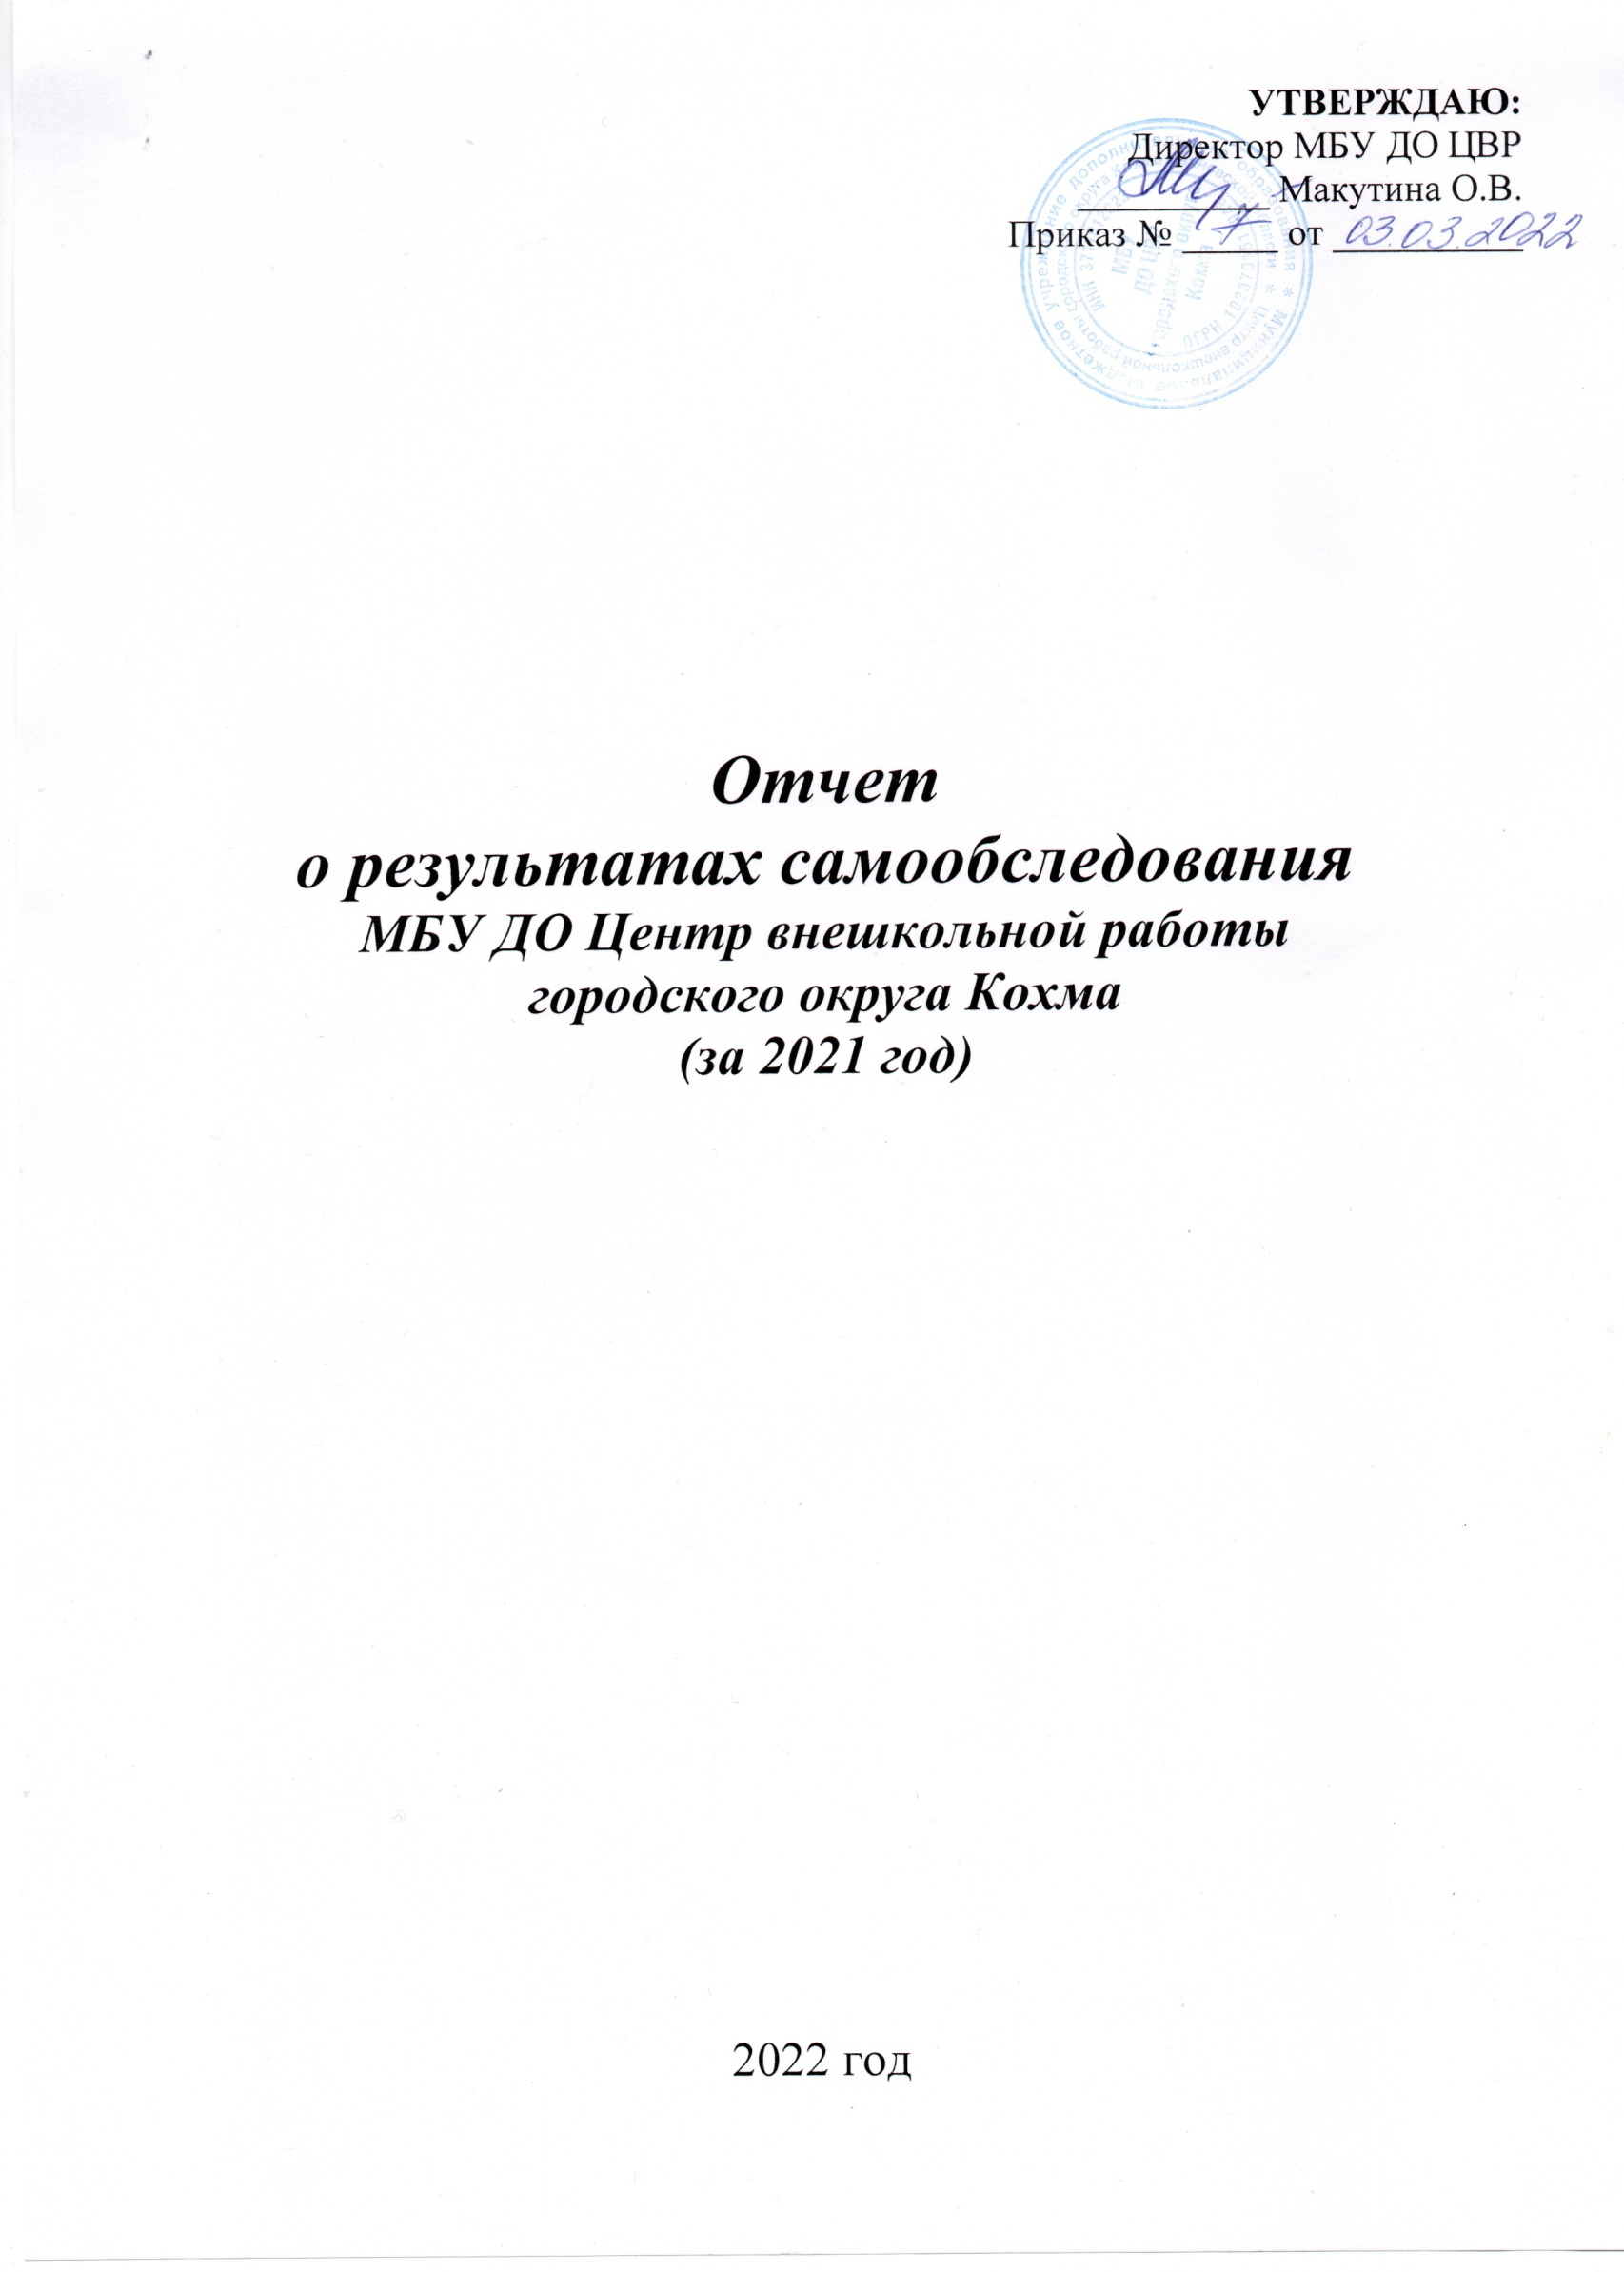 УТВЕРЖДАЮ:
Директор МБУ ДО ЦВР
Макутина О.В.
Приказ № 7 от 03.03.2022
Отчет
о результатах самообследования
МБУ ДО Центр внешкольной работы
городского округа Кохма
(за 2021 год)
2022 год